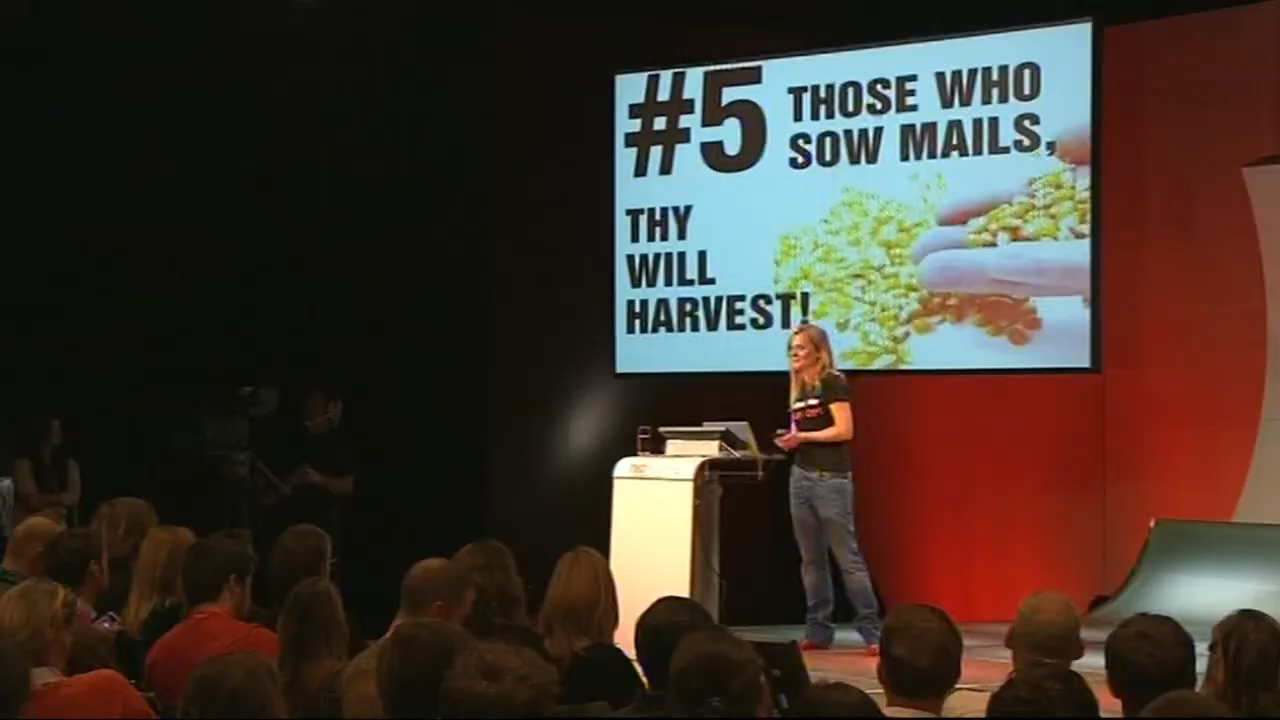 #5 THOSE WHO
SOW MAILS,
THY
WILL
HARVEST!